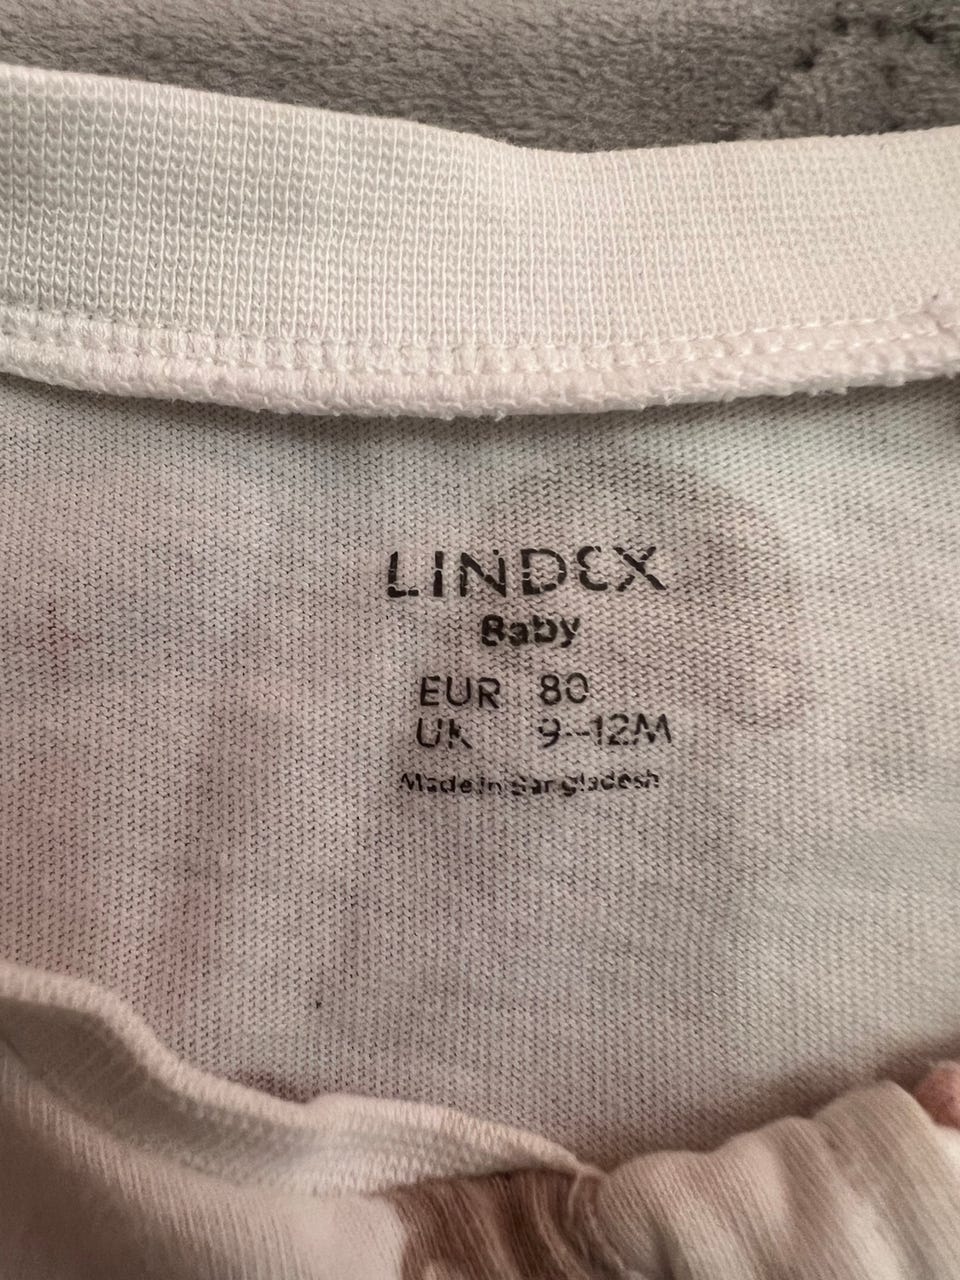 LINDEX
Baby
EUR 80
UK 9-12M
Made in Bangladesh